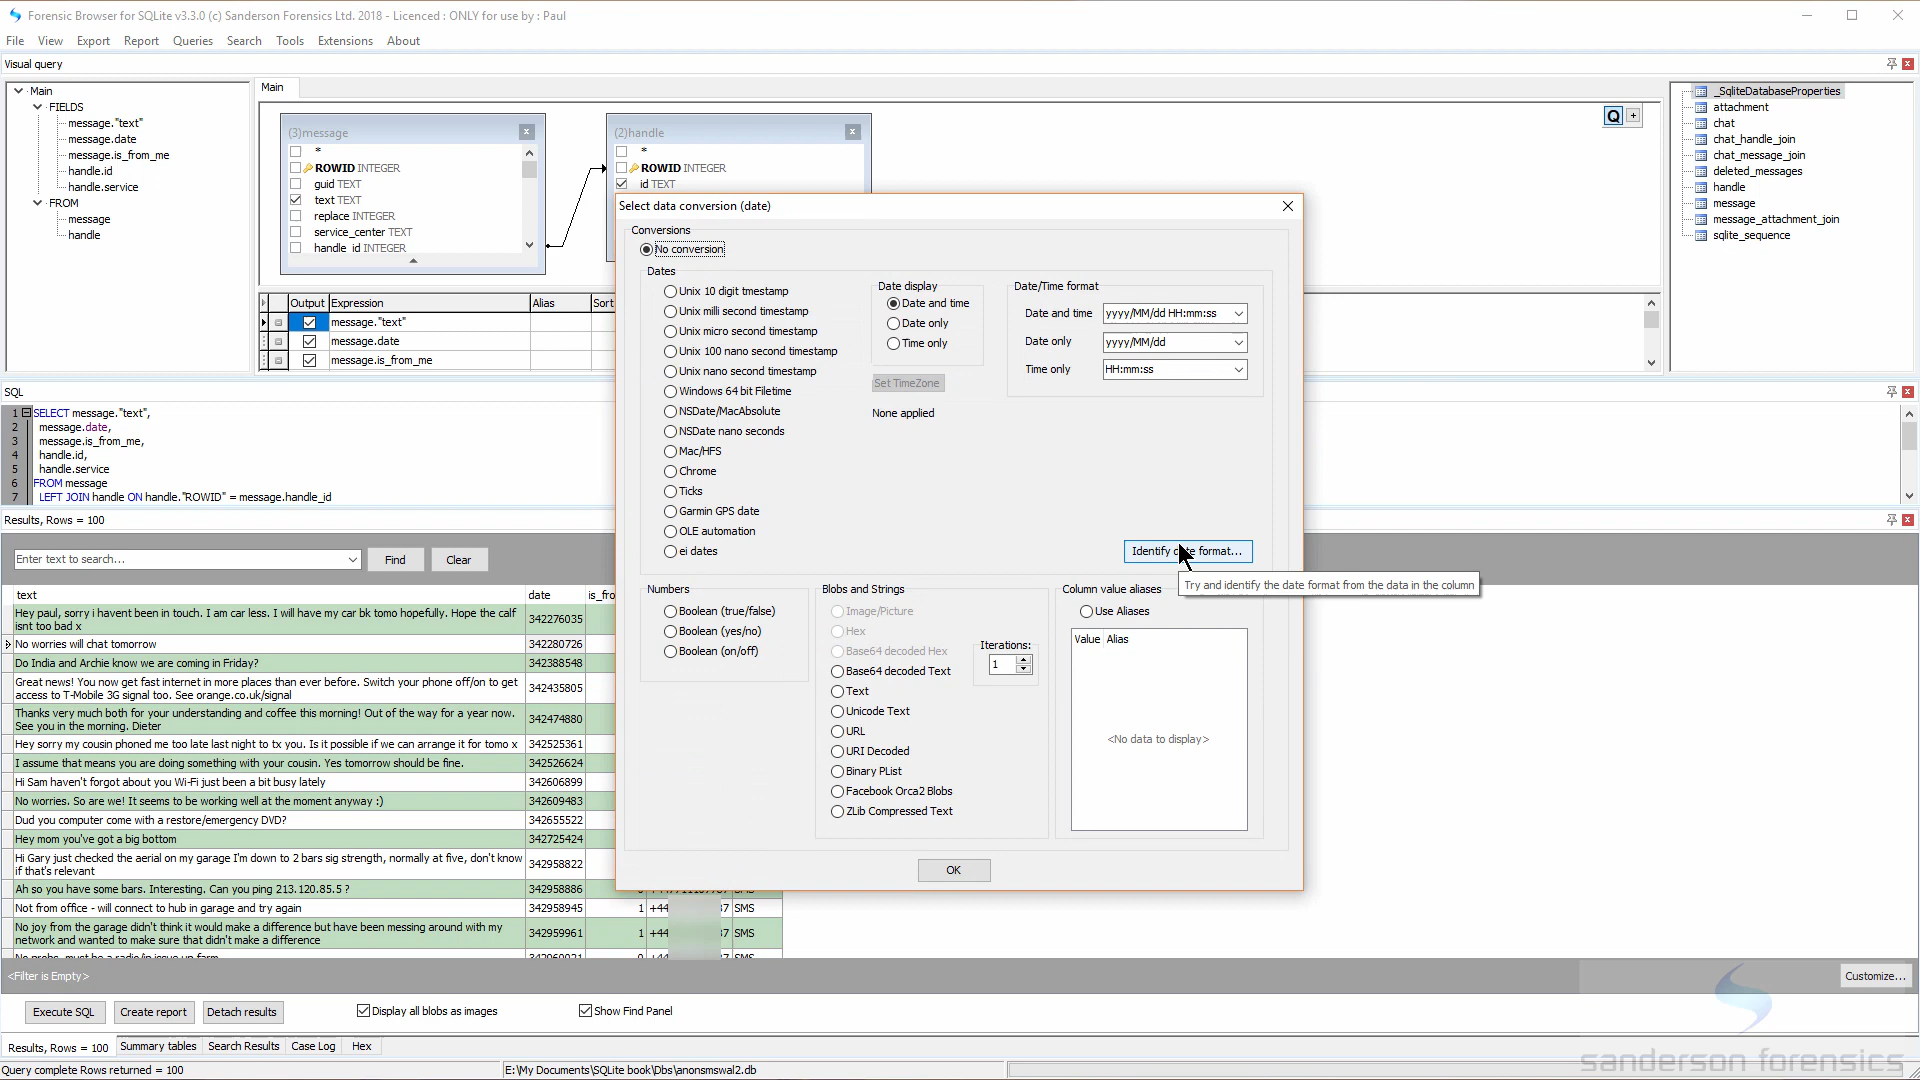 Forensic Browser for SQLite v3.3.0 (c) Sanderson Forensics Ltd. 2018 - Licenced : ONLY for use by : Paul
File View Export Report Queries Search Tools Extensions About
Visual query
Main
FIELDS
message."text"
message.date
message.is_from_me
handle.id
handle.service
FROM
message
handle
Main
(3)message
*
ROWID INTEGER
guid TEXT
text TEXT
replace INTEGER
service_center TEXT
handle_id INTEGER
(2)handle
*
ROWID INTEGER
id TEXT
Q +
_SqliteDatabaseProperties
attachment
chat
chat_handle_join
chat_message_join
deleted_messages
handle
message
message_attachment_join
sqlite_sequence
Output Expression Alias Sort
message."text"
message.date
message.is_from_me
SQL
1 SELECT message."text",
2 message.date,
3 message.is_from_me,
4 handle.id,
5 handle.service
6 FROM message
7 LEFT JOIN handle ON handle."ROWID" = message.handle_id
Results, Rows = 100
Enter text to search... Find Clear
text date is_fro
Hey paul, sorry i havent been in touch. I am car less. I will have my car bk tomo hopefully. Hope the calf
isnt too bad x 342276035
No worries will chat tomorrow 342280726
Do India and Archie know we are coming in Friday? 342388548
Great news! You now get fast internet in more places than ever before. Switch your phone off/on to get
access to T-Mobile 3G signal too. See orange.co.uk/signal 342435805
Thanks very much both for your understanding and coffee this morning! Out of the way for a year now.
See you in the morning. Dieter 342474880
Hey sorry my cousin phoned me too late last night to tx you. Is it possible if we can arrange it for tomo x 342525361
I assume that means you are doing something with your cousin. Yes tomorrow should be fine. 342526624
Hi Sam haven't forgot about you Wi-Fi just been a bit busy lately 342606899
No worries. So are we! It seems to be working well at the moment anyway :) 342609483
Dud you computer come with a restore/emergency DVD? 342655522
Hey mom you've got a big bottom 342725424
Hi Gary just checked the aerial on my garage I'm down to 2 bars sig strength, normally at five, don't know
if that's relevant 342958822
Ah so you have some bars. Interesting. Can you ping 213.120.85.5 ? 342958886
Not from office - will connect to hub in garage and try again 342958945 1 +44 37 SMS
No joy from the garage didn't think it would make a difference but have been messing around with my
network and wanted to make sure that didn't make a difference 342959961 1 +44 37 SMS
<Filter is Empty> Customize...
Execute SQL Create report Detach results Display all blobs as images Show Find Panel
Results, Rows = 100 Summary tables Search Results Case Log Hex
Query complete Rows returned = 100 E:\My Documents\SQLite book\Dbs\anonsmswal2.db
Select data conversion (date)
Conversions
No conversion
Dates
Unix 10 digit tmestamp
Unix milli second timestamp
Unix micro second timestamp
Unix 100 nano second timestamp
Unix nano second timestamp
Windows 64 bit Filetime
NSDate/MacAbsolute
NSDate nano seconds
Mac/HFS
Chrome
Ticks
Garmin GPS date
OLE automation
ei dates
Date display
Date and time
Date only
Time only
Set TimeZone
None applied
Date/Time format
Date and time yyyy/MM/dd HH:mm:ss
Date only yyyy/MM/dd
Time only HH:mm:ss
Identify date format...
Try and identify the date format from the data in the column
Numbers
Boolean (true/false)
Boolean (yes/no)
Boolean (on/off)
Blobs and Strings
Image/Picture
Hex
Base64 decoded Hex
Base64 decoded Text
Text
Unicode Text
URL
URI Decoded
Binary PList
Facebook Orca2 Blobs
ZLib Compressed Text
Iterations:
1
Column value aliases
Use Aliases
Value Alias
<No data to display>
OK
sanderson forensics